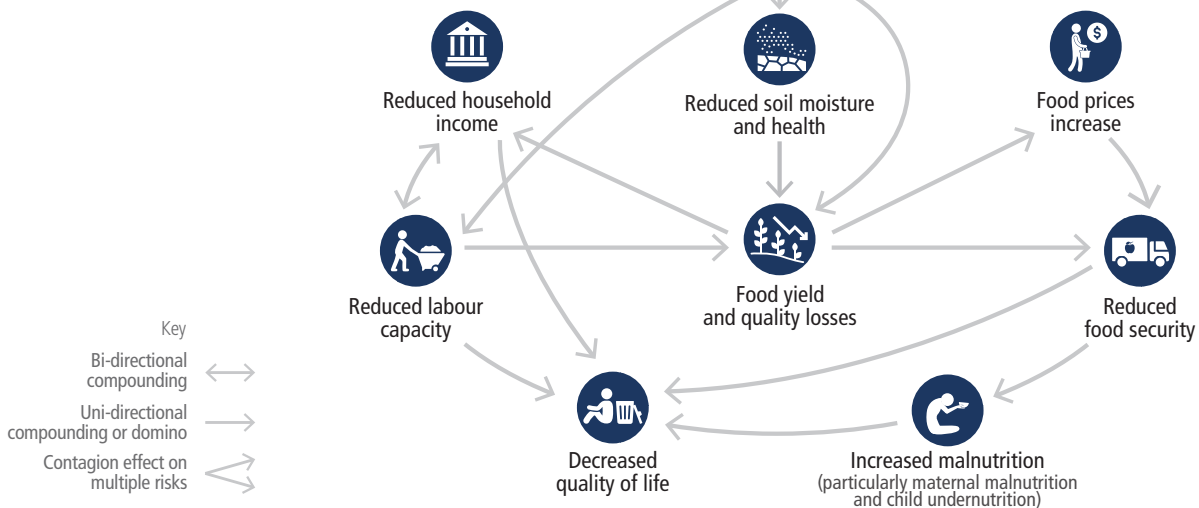 $
Reduced household
income
Reduced soil moisture
and health
Food prices
increase
Reduced labour
capacity
Food yield
and quality losses
Reduced
food security
Key
Bi-directional
compounding
Uni-directional
compounding or domino
Contagion effect on
multiple risks
Decreased
quality of life
Increased malnutrition
(particularly maternal malnutrition
and child undernutrition)